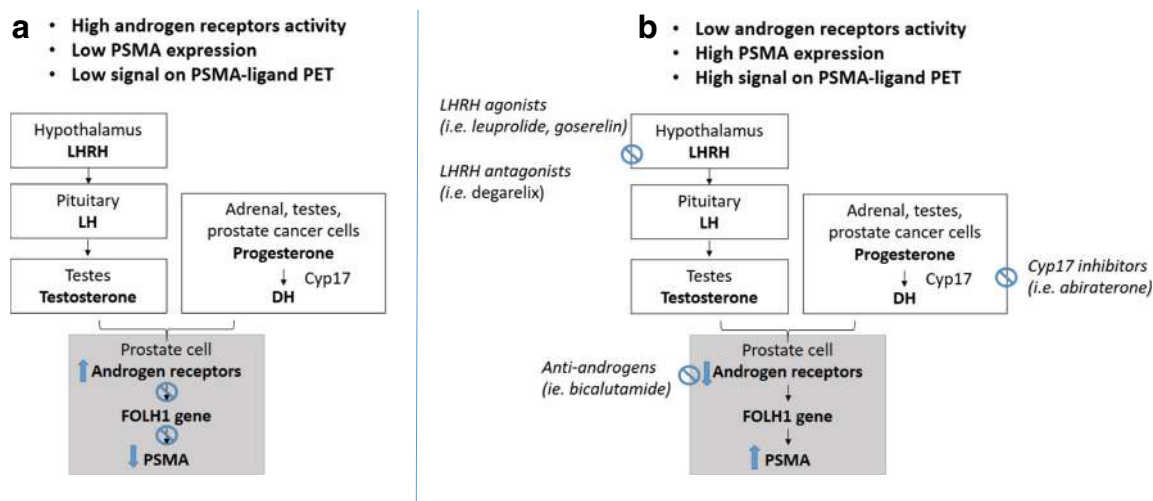 a
• High androgen receptors activity
• Low PSMA expression
• Low signal on PSMA-ligand PET
Hypothalamus
LHRH
Pituitary
LH
Testes
Testosterone
Adrenal, testes,
prostate cancer cells
Progesterone
Cyp17
DH
Prostate cell
Androgen receptors
FOLH1 gene
PSMA
b
• Low androgen receptors activity
• High PSMA expression
• High signal on PSMA-ligand PET
LHRH agonists
(i.e. leuprolide, goserelin)
LHRH antagonists
(i.e. degarelix)
Hypothalamus
LHRH
Pituitary
LH
Testes
Testosterone
Adrenal, testes,
prostate cancer cells
Progesterone
Cyp17
DH
Cyp17 inhibitors
(i.e. abiraterone)
Anti-androgens
(ie. bicalutamide)
Prostate cell
Androgen receptors
FOLH1 gene
PSMA